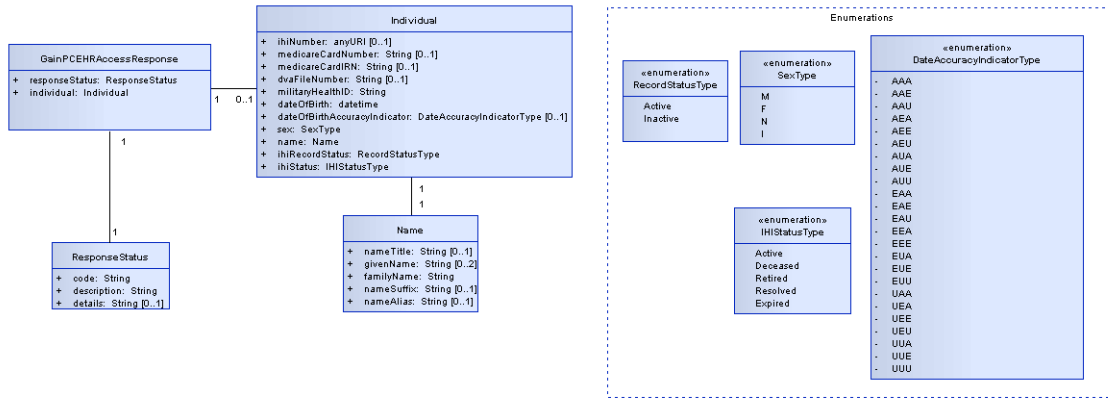 GainPCEHRAccessResponse
+ responseStatus: ResponseStatus
+ individual: Individual
1 0..1
1
1
Individual
+ ihiNumber: anyURI [0..1]
+ medicareCardNumber: String [0..1]
+ medicareCardIRN: String [0..1]
+ dvaFileNumber: String [0..1]
+ militaryHealthID: String
+ dateOfBirth: datetime
+ dateOfBirthAccuracyIndicator: DateAccuracyIndicatorType [0..1]
+ sex: SexType
+ name: Name
+ ihiRecordStatus: RecordStatusType
+ ihiStatus: IHIStatusType
1
1
ResponseStatus
+ code: String
+ description: String
+ details: String [0..1]
Name
+ nameTitle: String [0..1]
+ givenName: String [0..2]
+ familyName: String
+ nameSuffix: String [0..1]
+ nameAlias: String [0..1]
Enumerations
«enumeration»
RecordStatusType
Active
Inactive
«enumeration»
SexType
M
F
N
I
«enumeration»
IHIStatusType
Active
Deceased
Retired
Resolved
Expired
«enumeration»
DateAccuracyIndicatorType
- AAA
- AAE
- AAU
- AEA
- AEE
- AEU
- AUA
- AUE
- AUU
- EAA
- EAE
- EAU
- EEA
- EEE
- EUA
- EUE
- EUU
- UAA
- UEA
- UEE
- UEU
- UUA
- UUE
- UUU